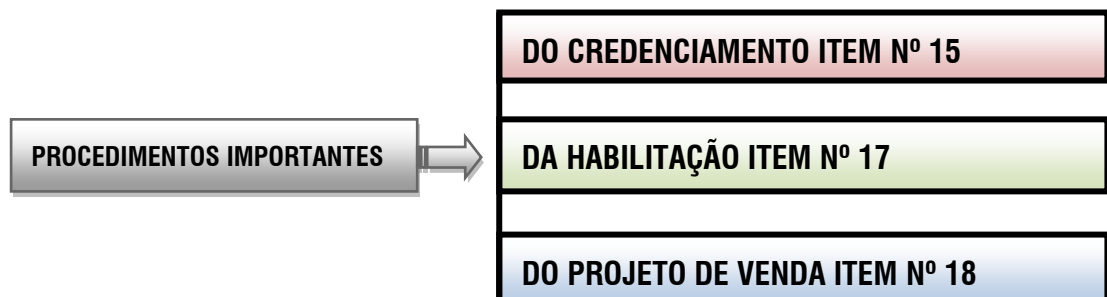 DO CREDENCIAMENTO ITEM Nº 15
PROCEDIMENTOS IMPORTANTES
DA HABILITAÇÃO ITEM Nº 17
DO PROJETO DE VENDA ITEM Nº 18